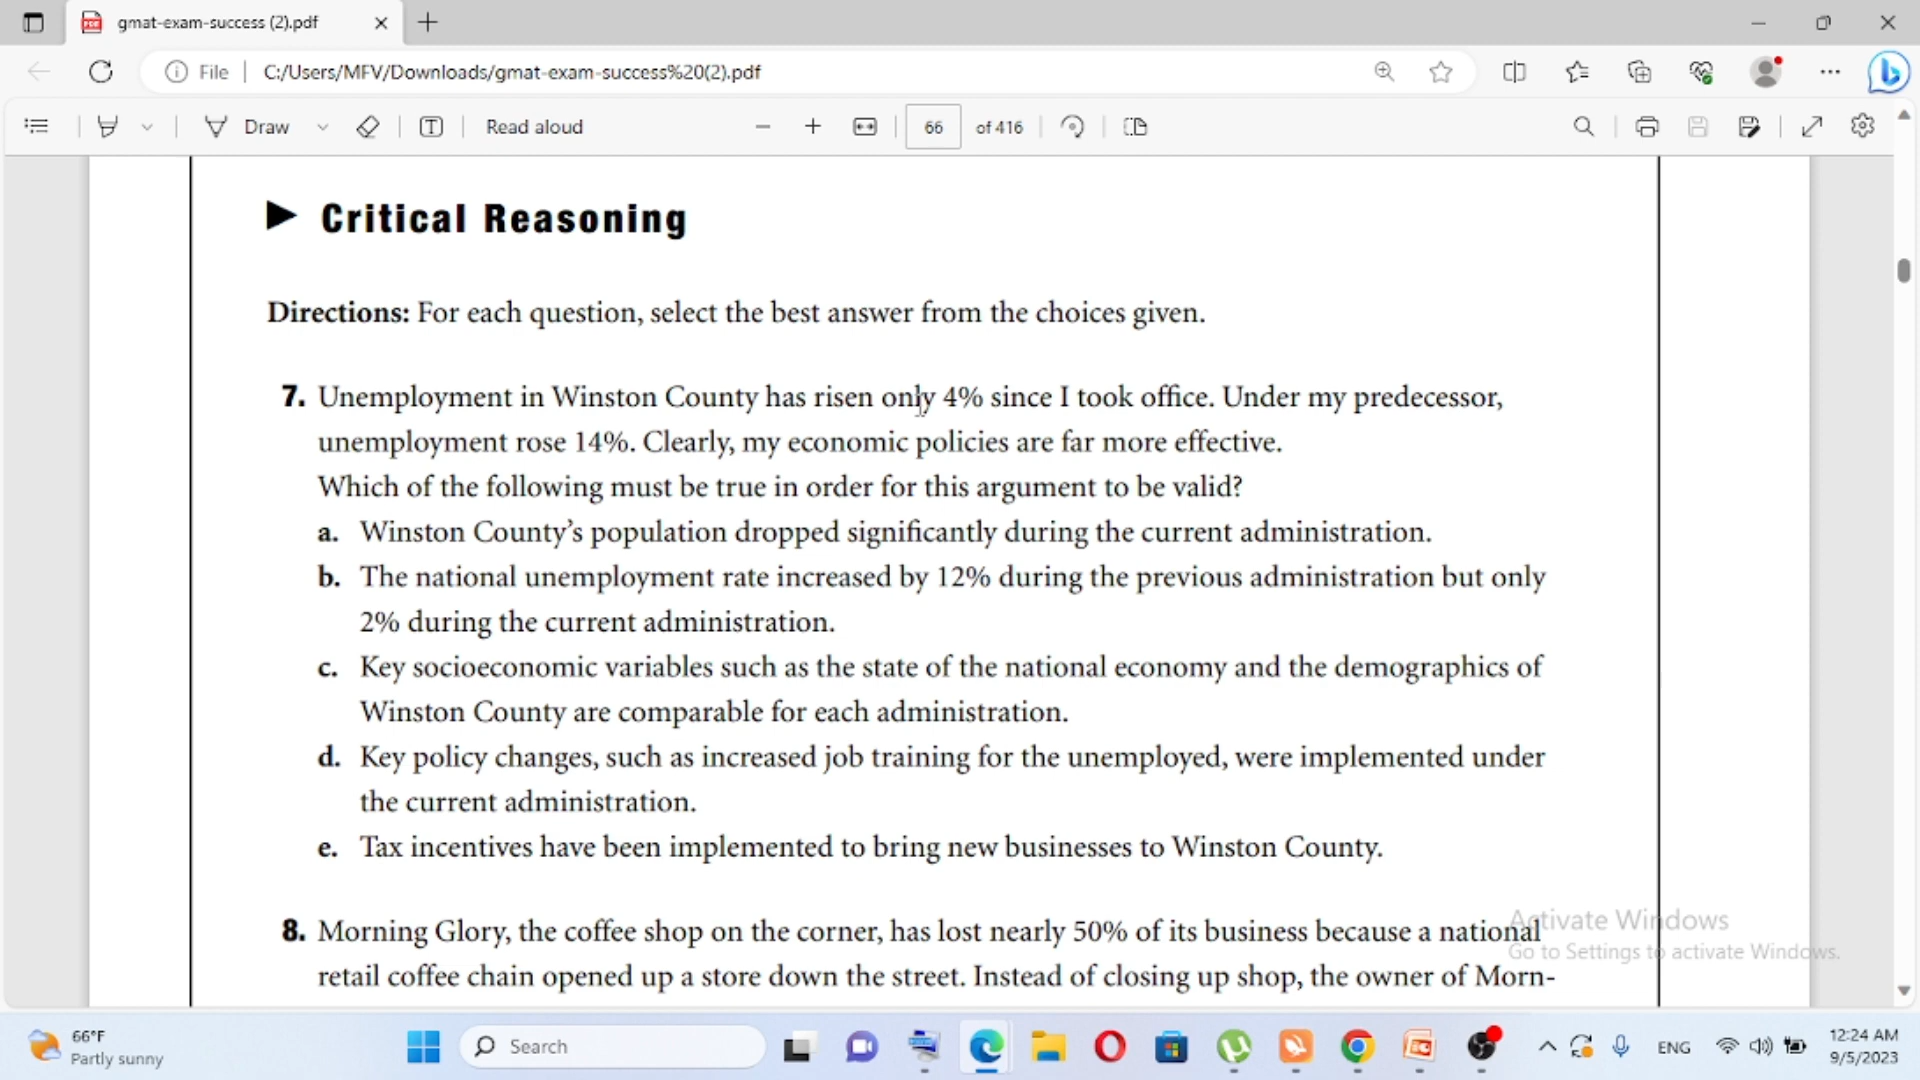 gmat-exam-success (2).pdf
File
C:/Users/MFV/Downloads/gmat-exam-success%20(2).pdf
Draw
Read aloud
66
of 416
▶ Critical Reasoning
Directions: For each question, select the best answer from the choices given.
7. Unemployment in Winston County has risen only 4% since I took office. Under my predecessor,
unemployment rose 14%. Clearly, my economic policies are far more effective.
Which of the following must be true in order for this argument to be valid?
a. Winston County’s population dropped significantly during the current administration.
b. The national unemployment rate increased by 12% during the previous administration but only
2% during the current administration.
c. Key socioeconomic variables such as the state of the national economy and the demographics of
Winston County are comparable for each administration.
d. Key policy changes, such as increased job training for the unemployed, were implemented under
the current administration.
e. Tax incentives have been implemented to bring new businesses to Winston County.
8. Morning Glory, the coffee shop on the corner, has lost nearly 50% of its business because a national
retail coffee chain opened up a store down the street. Instead of closing up shop, the owner of Morn-
Activate Windows
Go to Settings to activate Windows.
66°F
Partly sunny
Search
ENG
12:24 AM
9/5/2023